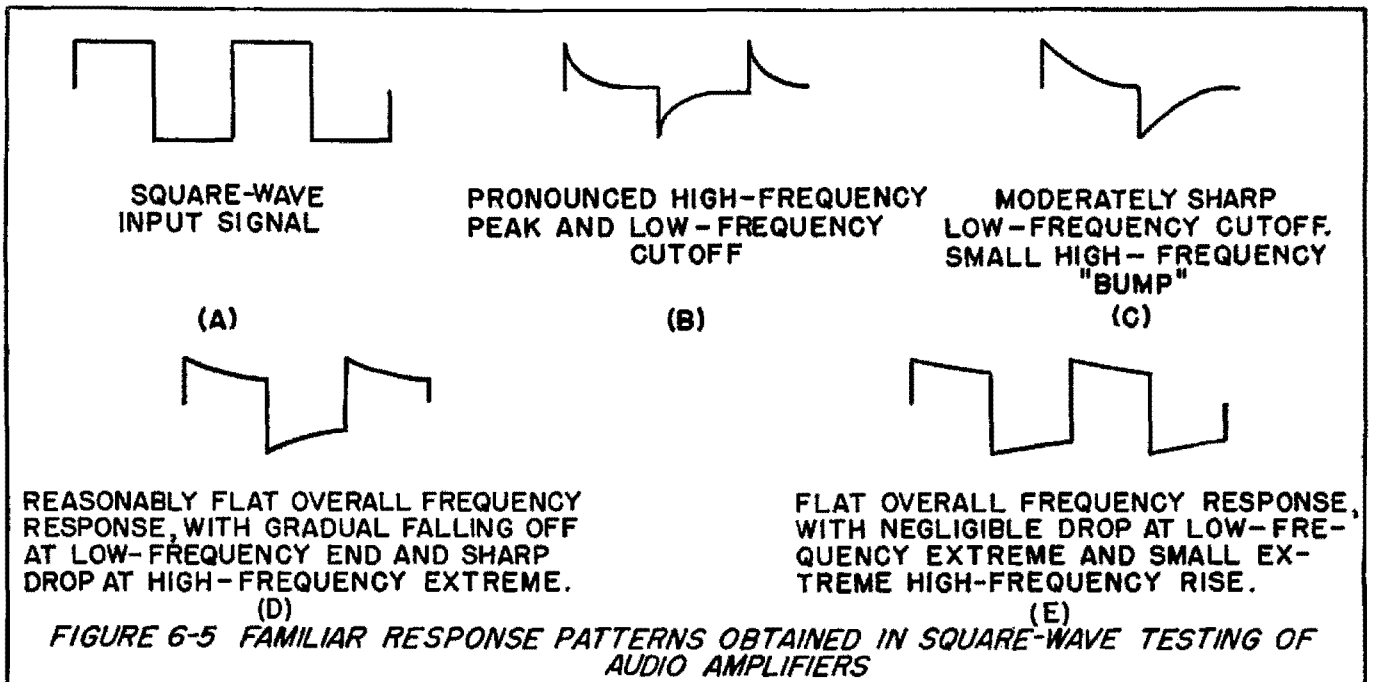 SQUARE-WAVE
INPUT SIGNAL
(A)
PRONOUNCED HIGH-FREQUENCY
PEAK AND LOW-FREQUENCY
CUTOFF
(B)
MODERATELY SHARP
LOW-FREQUENCY CUTOFF.
SMALL HIGH-FREQUENCY
"BUMP"
(C)
REASONABLY FLAT OVERALL FREQUENCY
RESPONSE, WITH GRADUAL FALLING OFF
AT LOW-FREQUENCY END AND SHARP
DROP AT HIGH-FREQUENCY EXTREME.
(D)
FLAT OVERALL FREQUENCY RESPONSE,
WITH NEGLIGIBLE DROP AT LOW-FRE-
QUENCY EXTREME AND SMALL EX-
TREME HIGH-FREQUENCY RISE.
(E)
FIGURE 6-5 FAMILIAR RESPONSE PATTERNS OBTAINED IN SQUARE-WAVE TESTING OF
AUDIO AMPLIFIERS